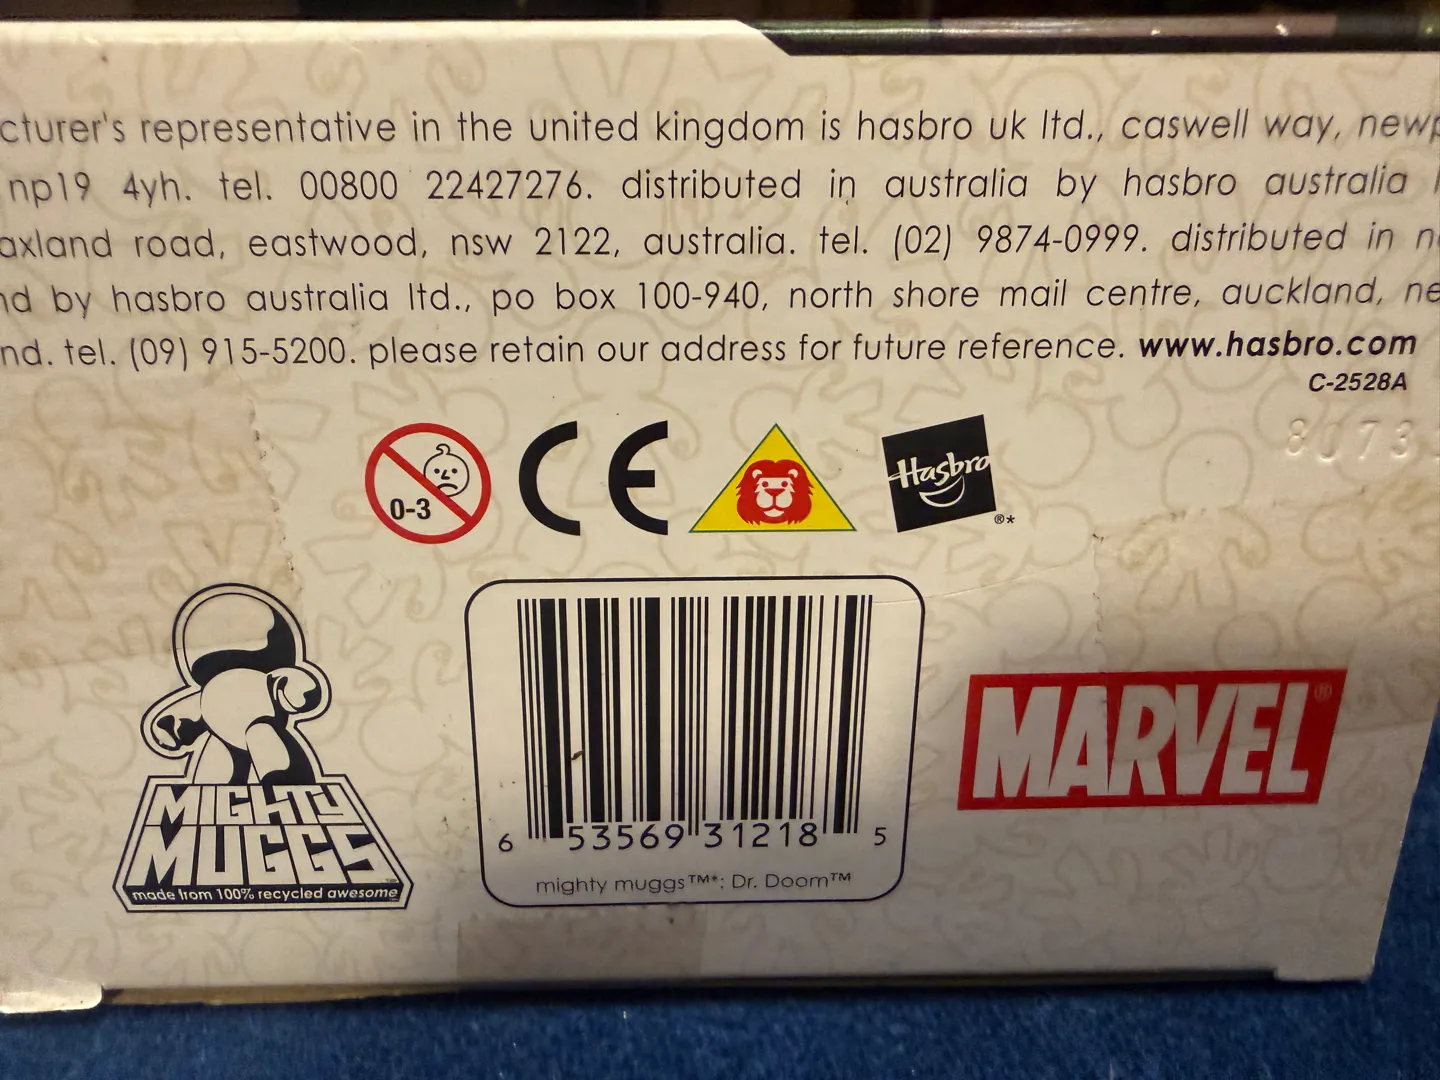 cturer's representative in the united kingdom is hasbro uk ltd., caswell way, newp
np19 4yh. tel. 00800 22427276. distributed in australia by hasbro australia l
axland road, eastwood, nsw 2122, australia. tel. (02) 9874-0999. distributed in n
nd by hasbro australia ltd., po box 100-940, north shore mail centre, auckland, ne
nd. tel. (09) 915-5200. please retain our address for future reference. www.hasbro.com
C-2528A
0-3
CE
Hasbro
®*
MIGHTY
MUGGS
made from 100% recycled awesome
6 53569 31218 5
mighty muggs™*: Dr. Doom™
MARVEL®